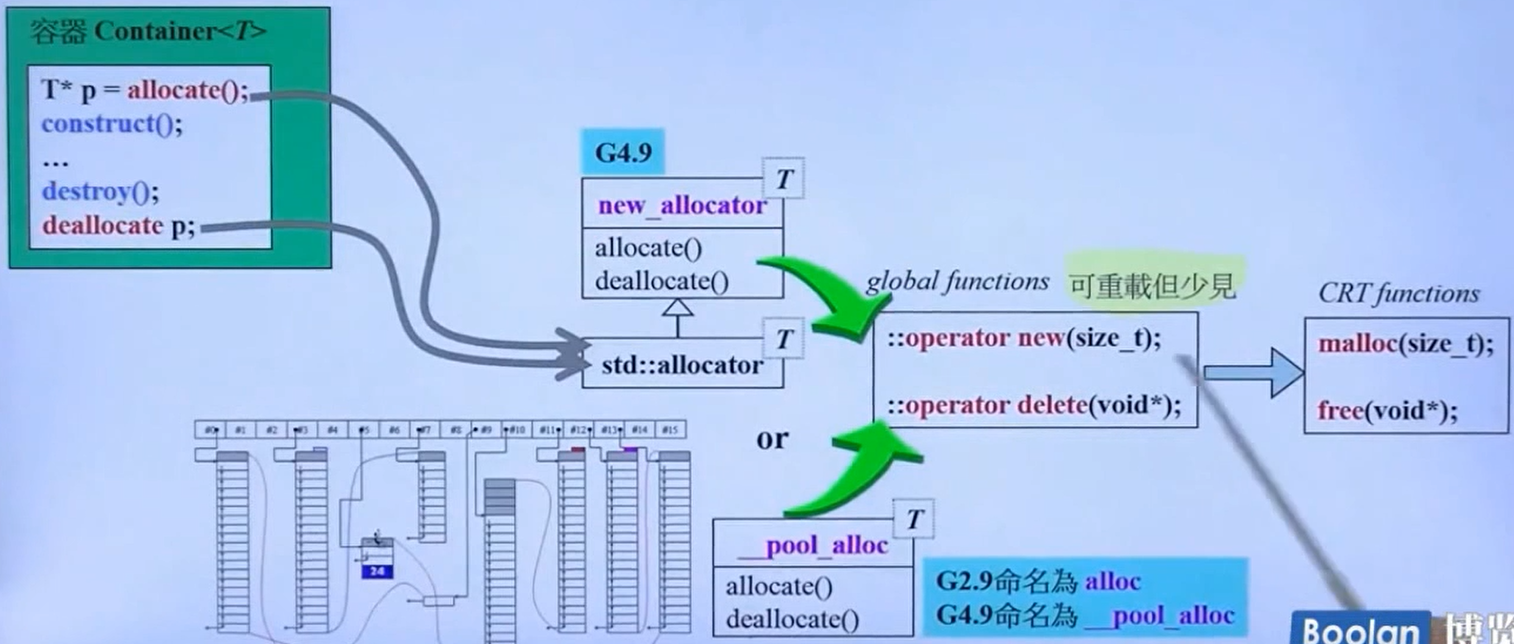 容器 Container<T>
T* p = allocate();
construct();
...
destroy();
deallocate p;
G4.9
T
new_allocator
allocate()
deallocate()
T
std::allocator
global functions 可重載但少見
::operator new(size_t);
::operator delete(void*);
CRT functions
malloc(size_t);
free(void*);
#0 #1 #2 #3 #4 #5 #6 #7 #8 #9 #10 #11 #12 #13 #14 #15
24
or
T
__pool_alloc
allocate()
deallocate()
G2.9命名為 alloc
G4.9命名為 __pool_alloc
Boolan 博览